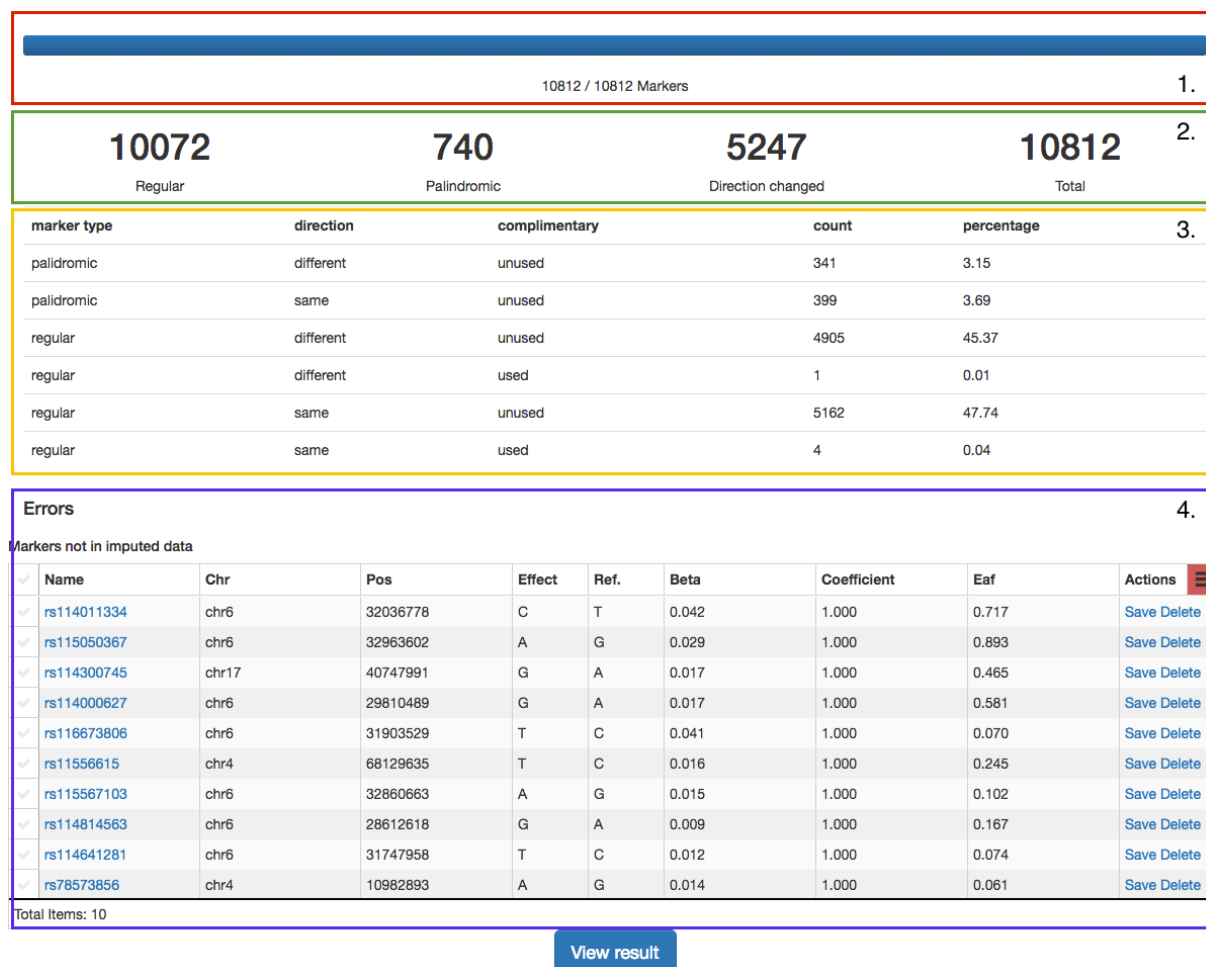 10812 / 10812 Markers 1.
2.
10072 740 5247 10812
Regular Palindromic Direction changed Total
marker type direction complimentary count percentage 3.
palidromic different unused 341 3.15
palidromic same unused 399 3.69
regular different unused 4905 45.37
regular different used 1 0.01
regular same unused 5162 47.74
regular same used 4 0.04
Errors 4.
Markers not in imputed data
Name Chr Pos Effect Ref. Beta Coefficient Eaf Actions
rs114011334 chr6 32036778 C T 0.042 1.000 0.717 Save Delete
rs115050367 chr6 32963602 A G 0.029 1.000 0.893 Save Delete
rs114300745 chr17 40747991 G A 0.017 1.000 0.465 Save Delete
rs114000627 chr6 29810489 G A 0.017 1.000 0.581 Save Delete
rs116673806 chr6 31903529 T C 0.041 1.000 0.070 Save Delete
rs11556615 chr4 68129635 T C 0.016 1.000 0.245 Save Delete
rs115567103 chr6 32860663 A G 0.015 1.000 0.102 Save Delete
rs114814563 chr6 28612618 G A 0.009 1.000 0.167 Save Delete
rs114641281 chr6 31747958 T C 0.012 1.000 0.074 Save Delete
rs78573856 chr4 10982893 A G 0.014 1.000 0.061 Save Delete
Total Items: 10
View result